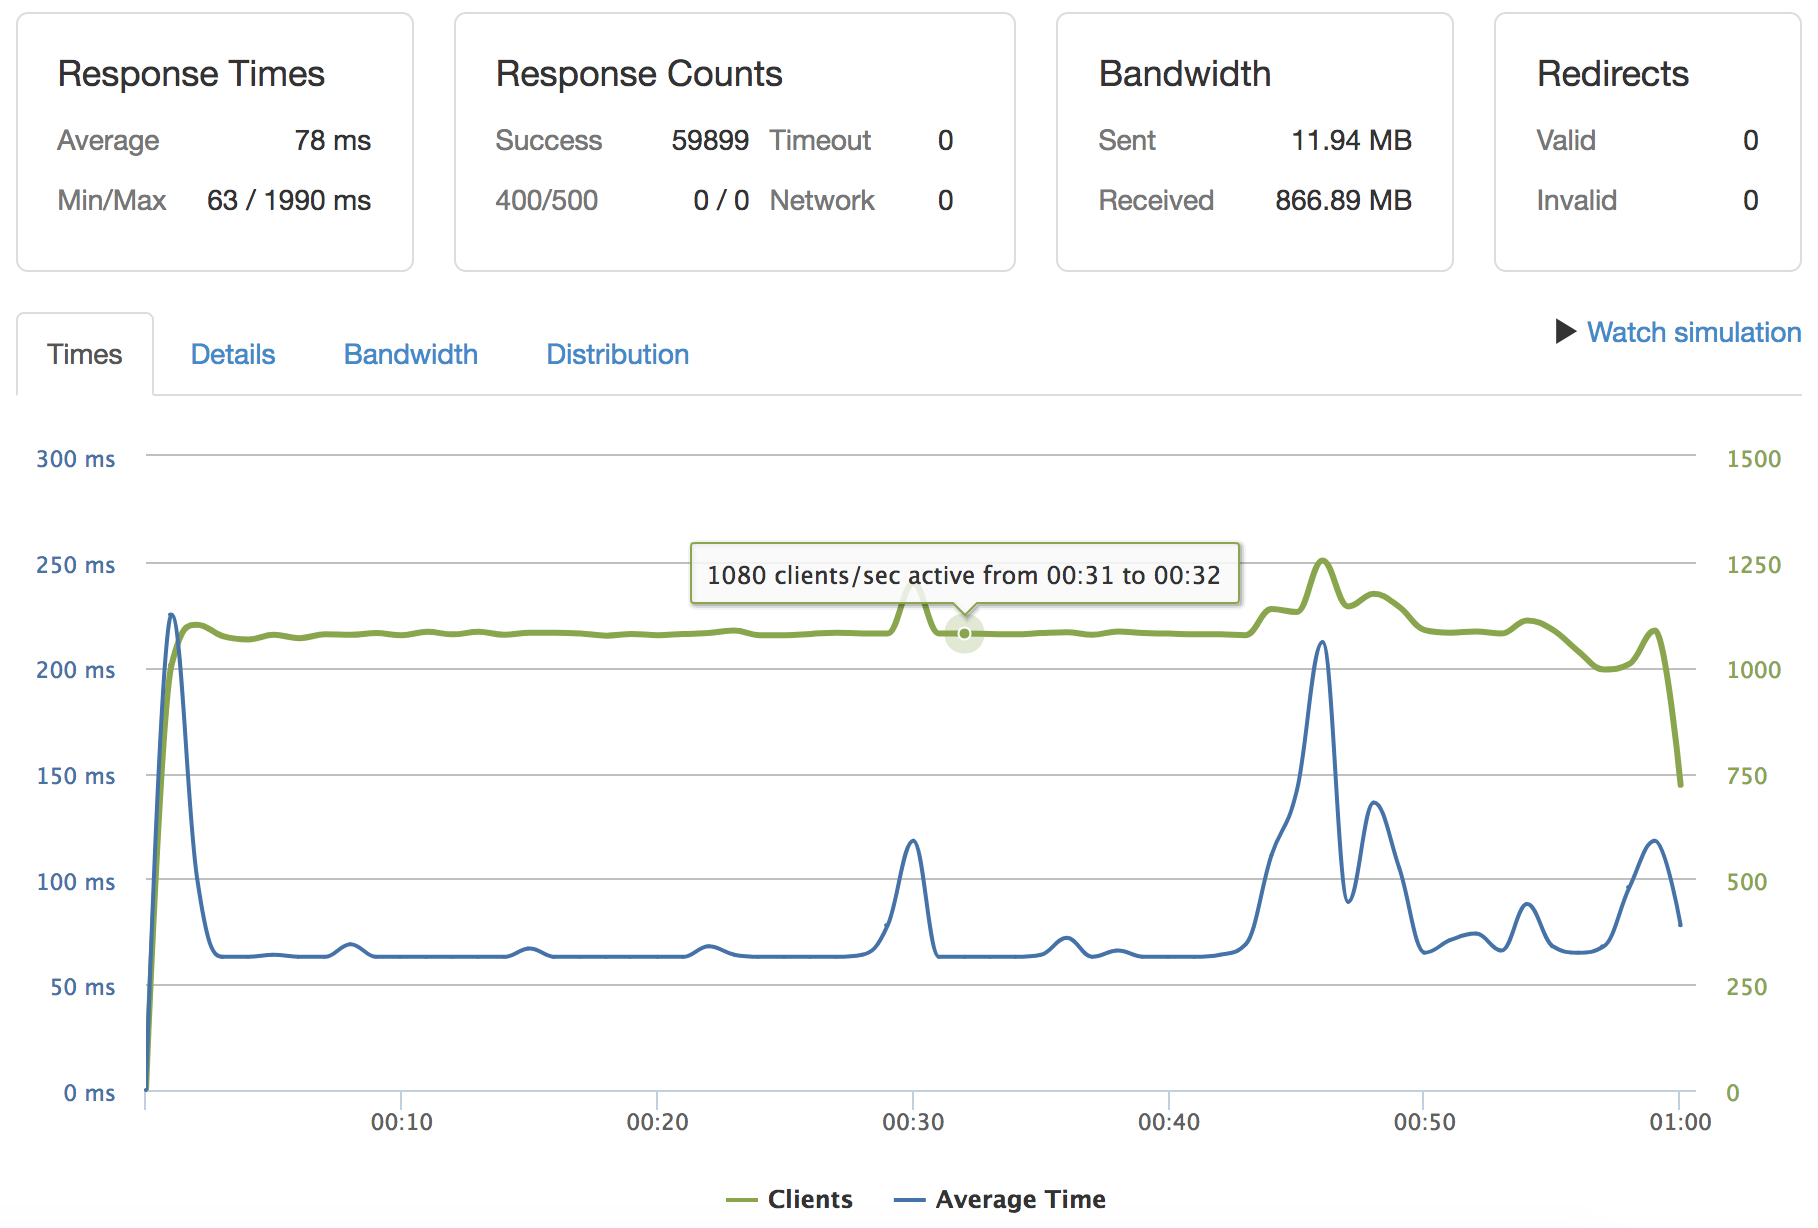 Response Times
Average 78 ms
Min/Max 63 / 1990 ms
Response Counts
Success 59899 Timeout 0
400/500 0 / 0 Network 0
Bandwidth
Sent 11.94 MB
Received 866.89 MB
Redirects
Valid 0
Invalid 0
Times Details Bandwidth Distribution
Watch simulation
300 ms 1500
250 ms 1250
1080 clients/sec active from 00:31 to 00:32
200 ms 1000
150 ms 750
100 ms 500
50 ms 250
0 ms 0
00:10 00:20 00:30 00:40 00:50 01:00
Clients Average Time